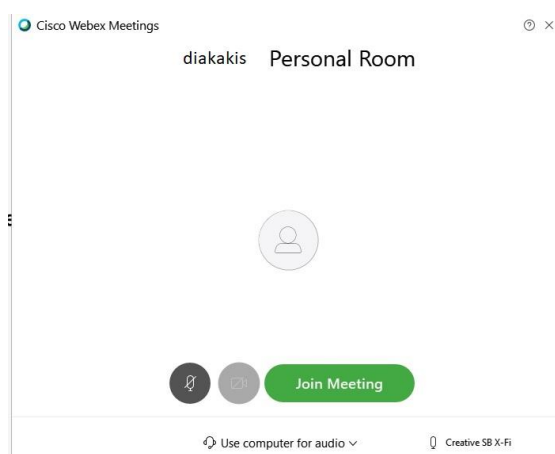 Cisco Webex Meetings
diakakis Personal Room
Join Meeting
Use computer for audio Creative SB X-Fi